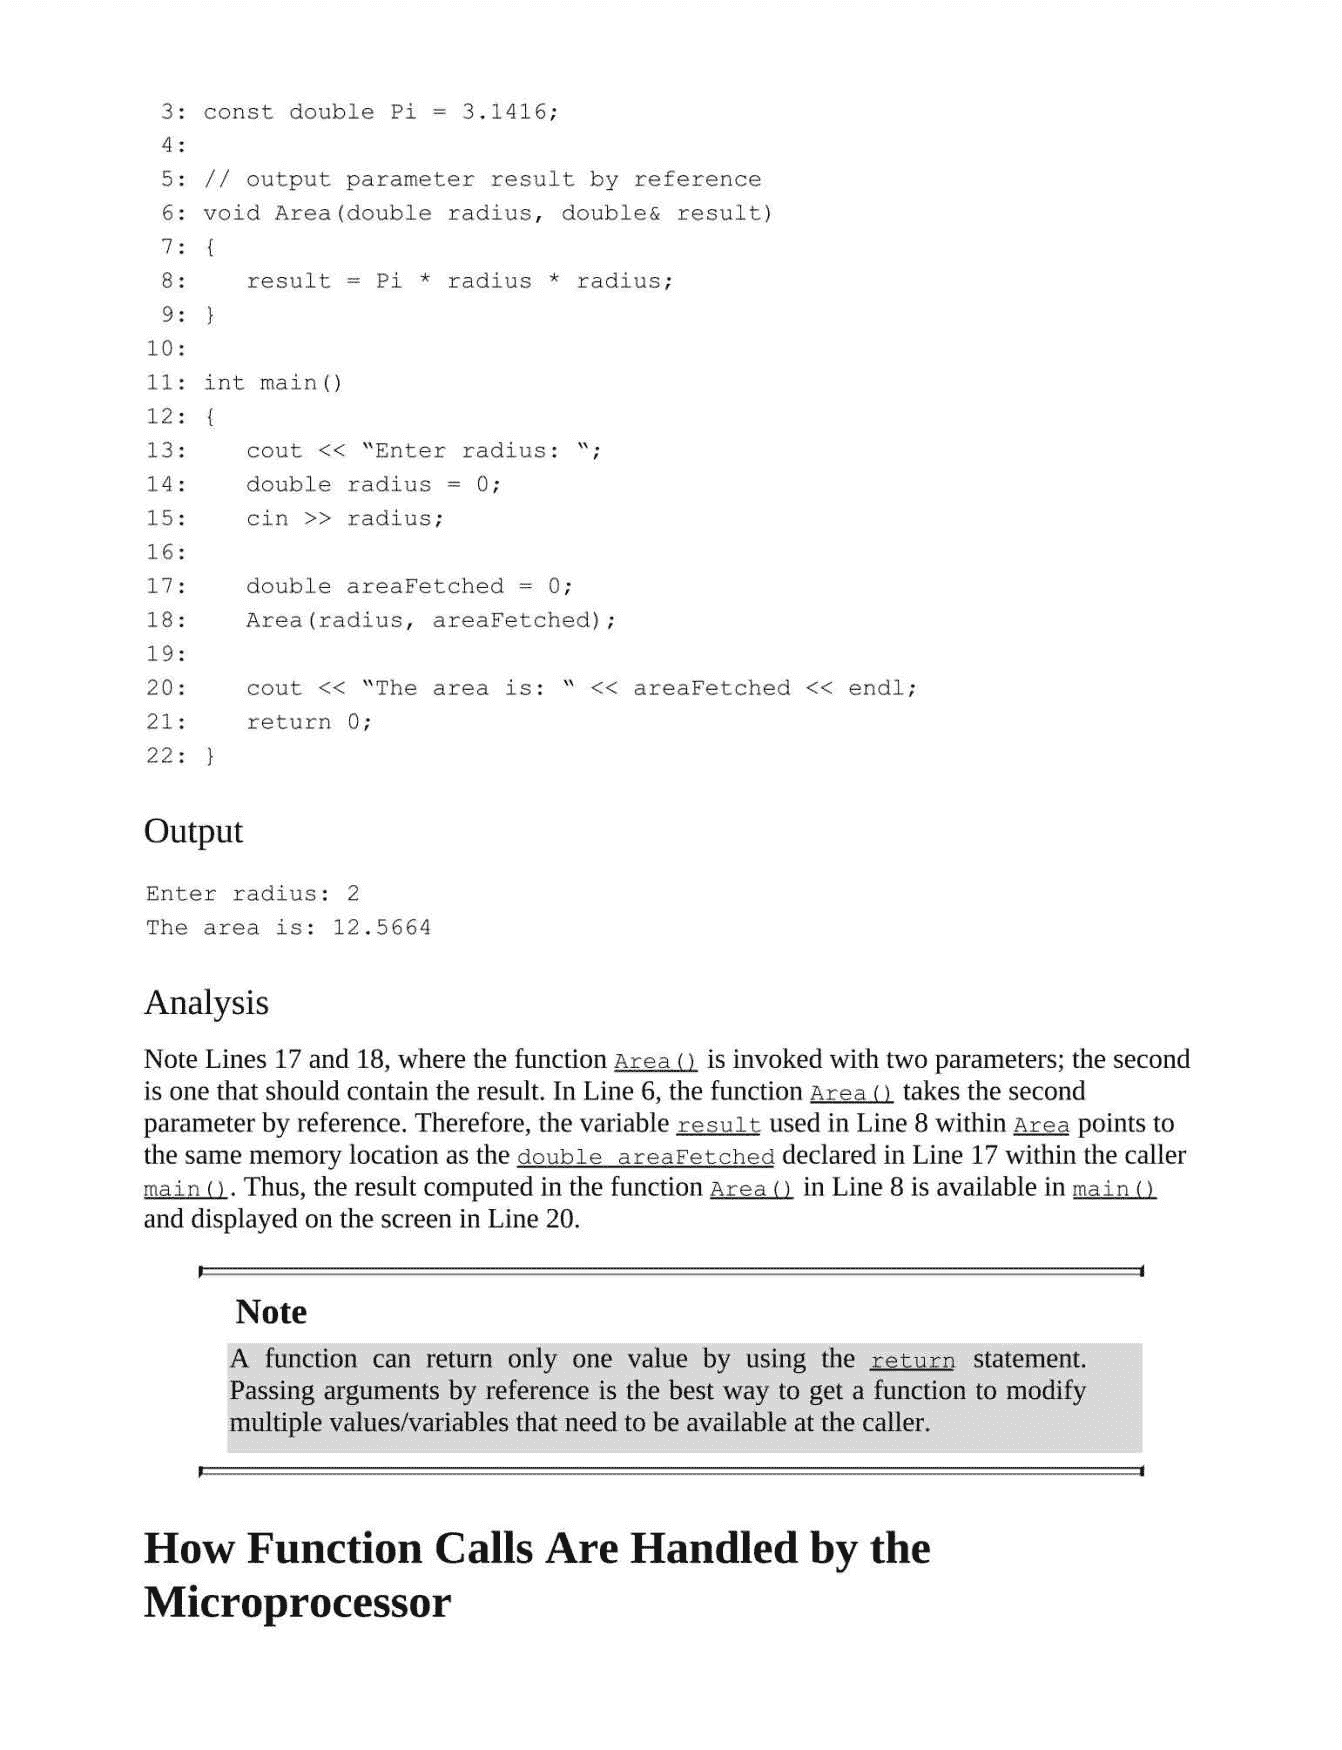 3: const double Pi = 3.1416;
4:
5: // output parameter result by reference
6: void Area(double radius, double& result)
7: {
8:    result = Pi * radius * radius;
9: }
10:
11: int main()
12: {
13:    cout << “Enter radius: “;
14:    double radius = 0;
15:    cin >> radius;
16:
17:    double areaFetched = 0;
18:    Area(radius, areaFetched);
19:
20:    cout << “The area is: “ << areaFetched << endl;
21:    return 0;
22: }
Output
Enter radius: 2
The area is: 12.5664
Analysis
Note Lines 17 and 18, where the function Area() is invoked with two parameters; the second
is one that should contain the result. In Line 6, the function Area() takes the second
parameter by reference. Therefore, the variable result used in Line 8 within Area points to
the same memory location as the double areaFetched declared in Line 17 within the caller
main(). Thus, the result computed in the function Area() in Line 8 is available in main()
and displayed on the screen in Line 20.
Note
A function can return only one value by using the return statement.
Passing arguments by reference is the best way to get a function to modify
multiple values/variables that need to be available at the caller.
How Function Calls Are Handled by the
Microprocessor